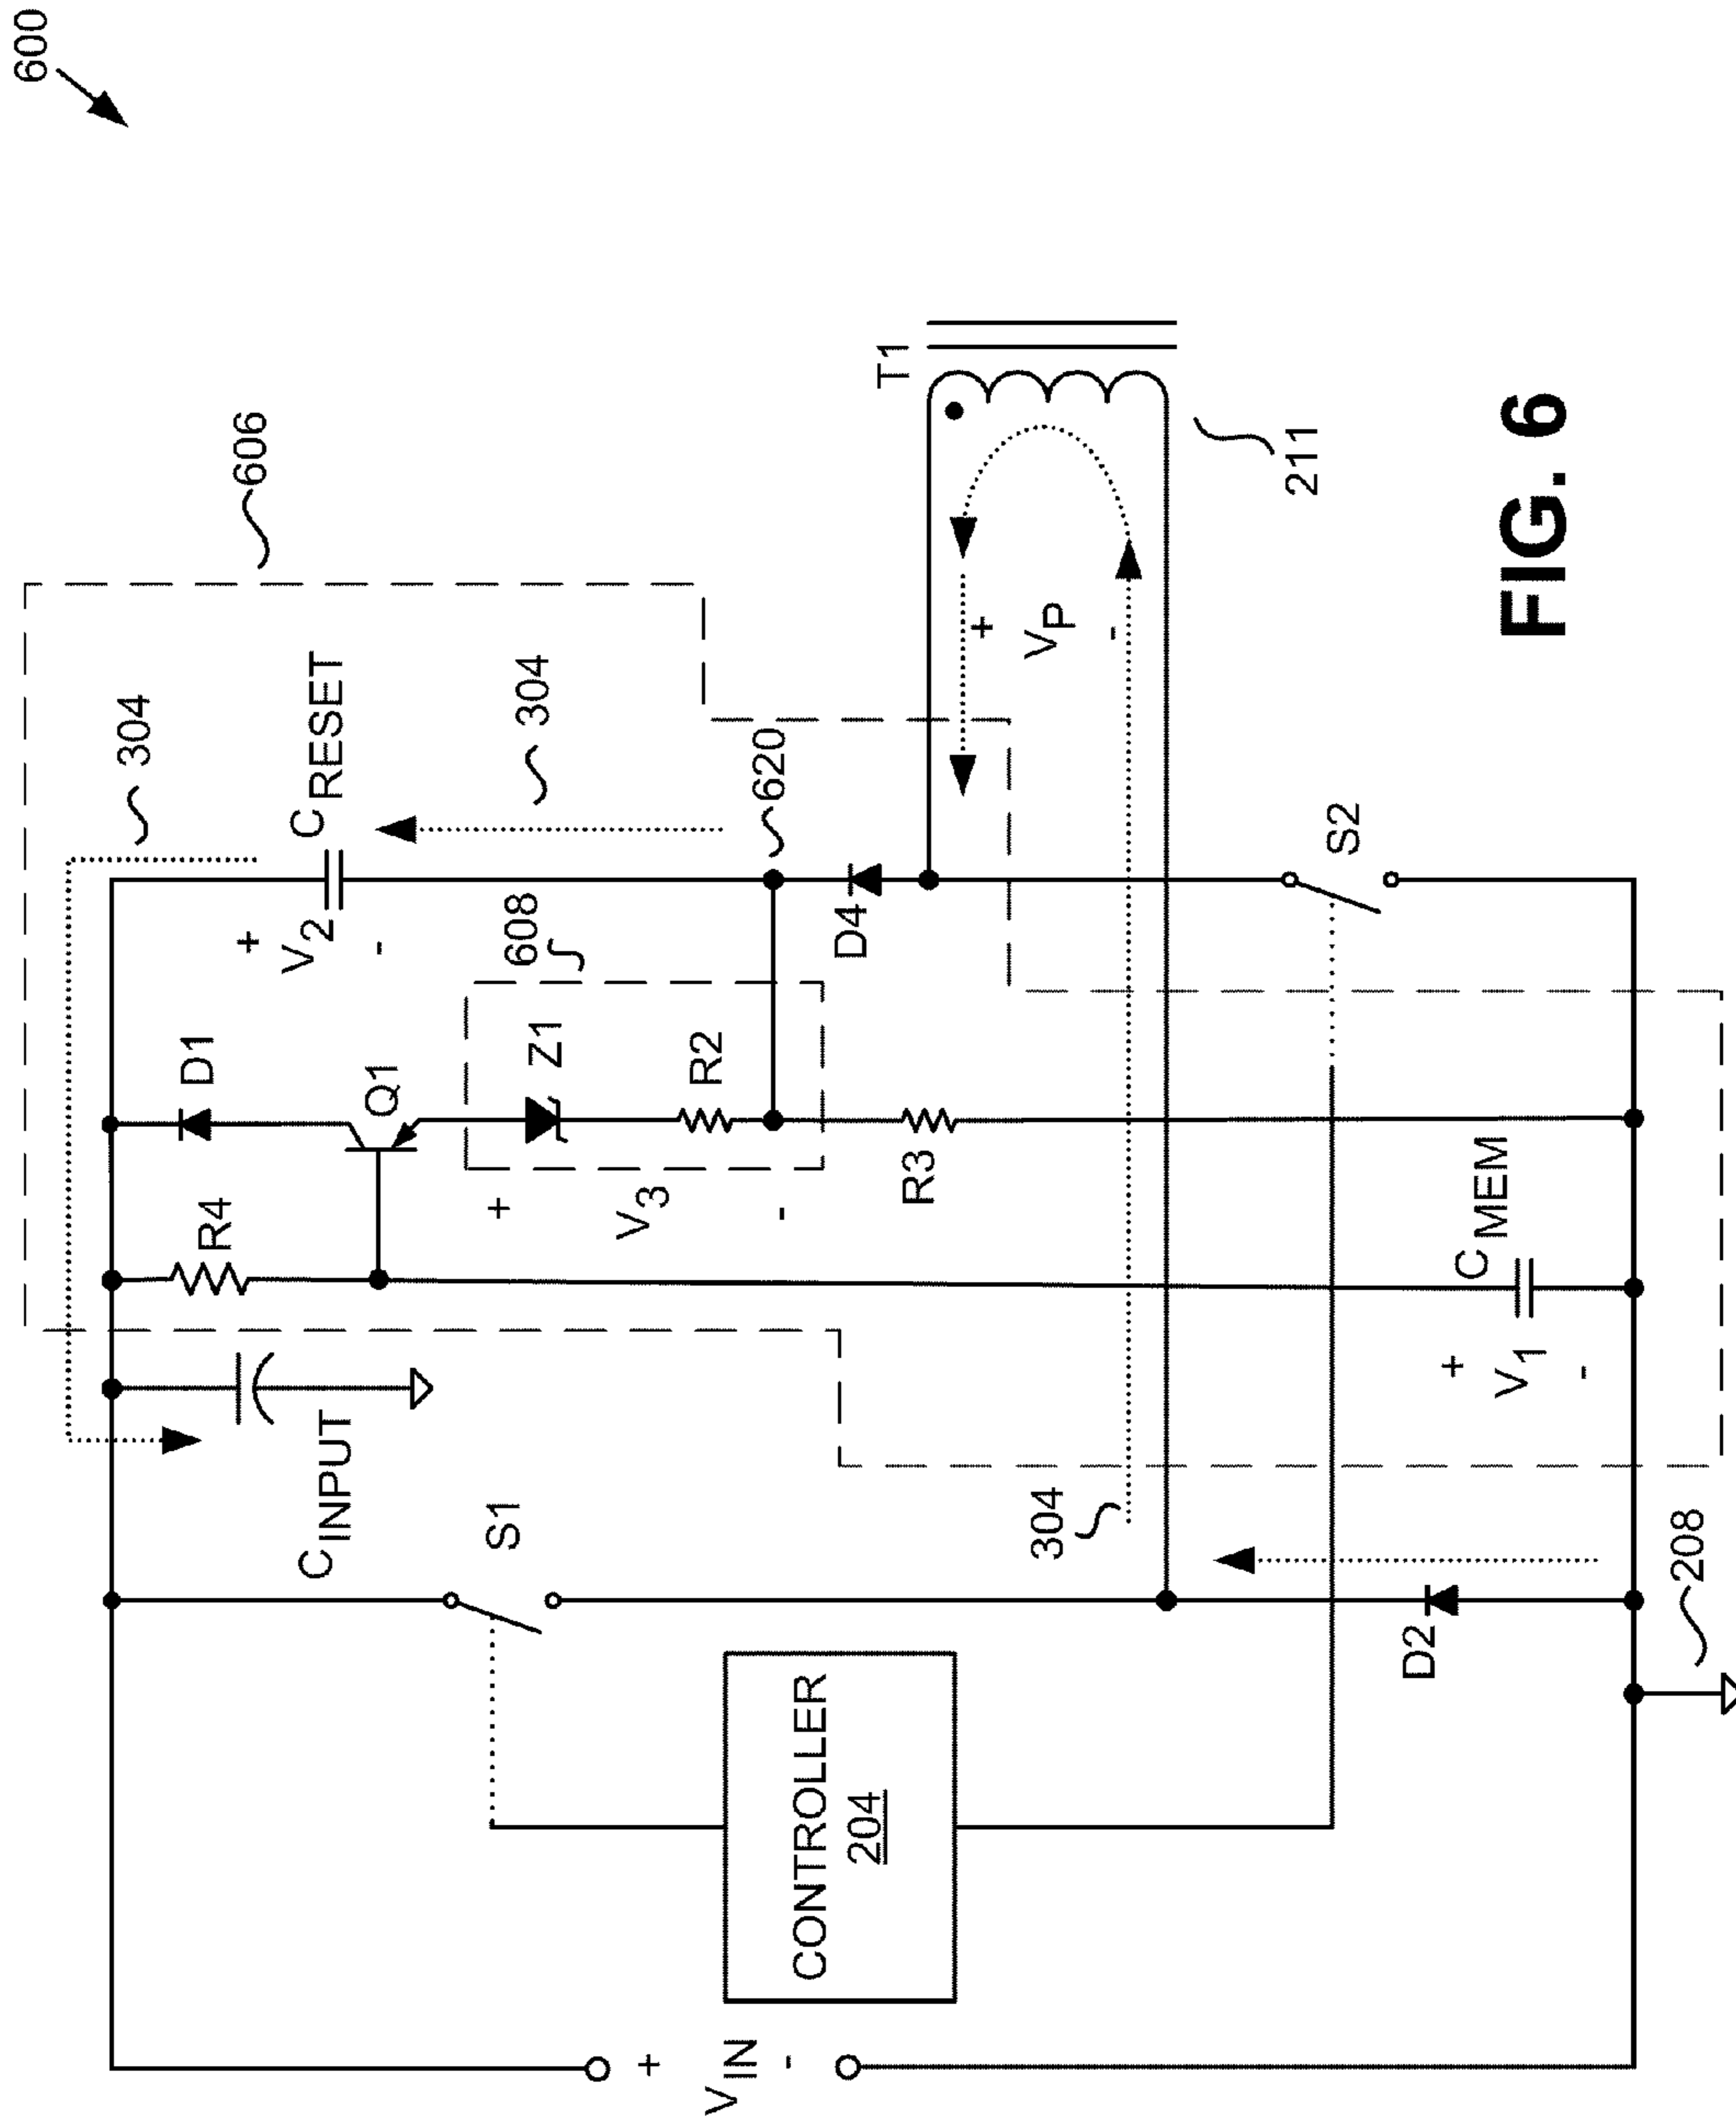 600
606
304
CRESET
304
T1
D1
V2
+
-
608
620
Q1
Z1
R2
D4
+
VP
-
211
R4
+
V3
-
R3
S2
CINPUT
S1
304
CMEM
+
V1
-
CONTROLLER
204
D2
208
+
VIN
-
FIG. 6